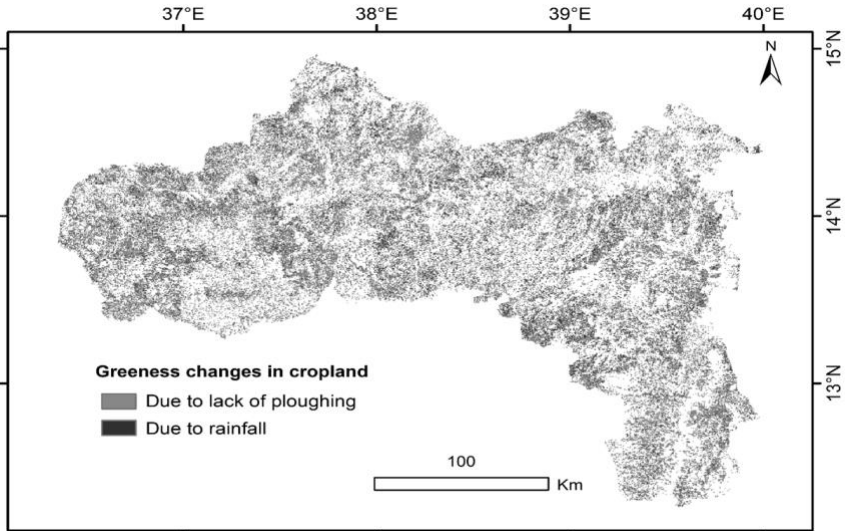 37°E 38°E 39°E 40°E
N
15°N
14°N
13°N
Greeness changes in cropland
Due to lack of ploughing
Due to rainfall
100
Km